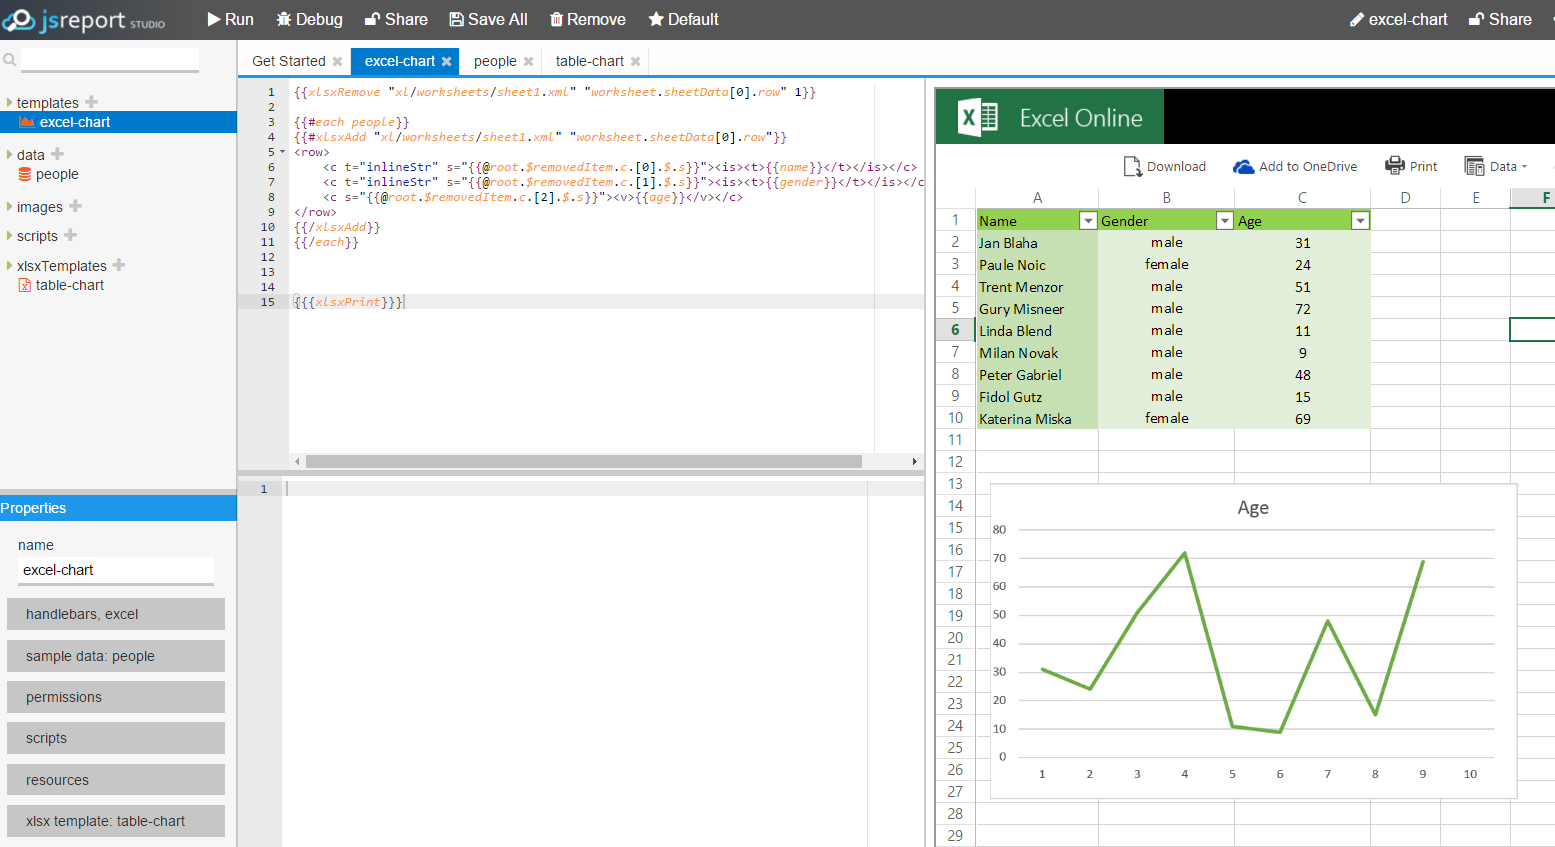 jsreport STUDIO
Run Debug Share Save All Remove Default
excel-chart Share
templates
excel-chart
data
people
images
scripts
xlsxTemplates
table-chart
Properties
name
excel-chart
handlebars, excel
sample data: people
permissions
scripts
resources
xlsx template: table-chart
Get Started excel-chart people table-chart
1 {{xlsxRemove "xl/worksheets/sheet1.xml" "worksheet.sheetData[0].row" 1}}
2
3 {{#each people}}
4 {{#xlsxAdd "xl/worksheets/sheet1.xml" "worksheet.sheetData[0].row"}}
5 <row>
6 <c t="inlineStr" s="{{@root.$removedItem.c.[0].$.s}}"><is><t>{{name}}</t></is></c>
7 <c t="inlineStr" s="{{@root.$removedItem.c.[1].$.s}}"><is><t>{{gender}}</t></is></c
8 <c s="{{@root.$removedItem.c.[2].$.s}}"><v>{{age}}</v></c>
9 </row>
10 {{/xlsxAdd}}
11 {{/each}}
12
13
14
15 {{{xlsxPrint}}}
1
Excel Online
Download Add to OneDrive Print Data
A B C D E F
1 Name Gender Age
2 Jan Blaha male 31
3 Paule Noic female 24
4 Trent Menzor male 51
5 Gury Misneer male 72
6 Linda Blend male 11
7 Milan Novak male 9
8 Peter Gabriel male 48
9 Fidol Gutz male 15
10 Katerina Miska female 69
11
12
13
14
15
16
17
18
19
20
21
22
23
24
25
26
27
28
29
Age
80
70
60
50
40
30
20
10
0
1 2 3 4 5 6 7 8 9 10